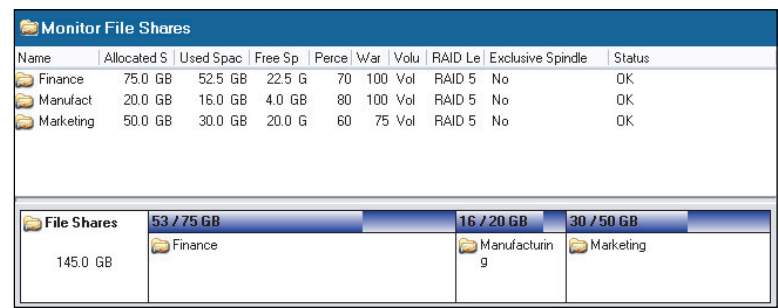 Monitor File Shares
Name Allocated S Used Spac Free Sp Perce War Volu RAID Le Exclusive Spindle Status
Finance 75.0 GB 52.5 GB 22.5 G 70 100 Vol RAID 5 No OK
Manufact 20.0 GB 16.0 GB 4.0 GB 80 100 Vol RAID 5 No OK
Marketing 50.0 GB 30.0 GB 20.0 G 60 75 Vol RAID 5 No OK
File Shares 53 / 75 GB 16 / 20 GB 30 / 50 GB
Finance Manufacturin Marketing
145.0 GB g